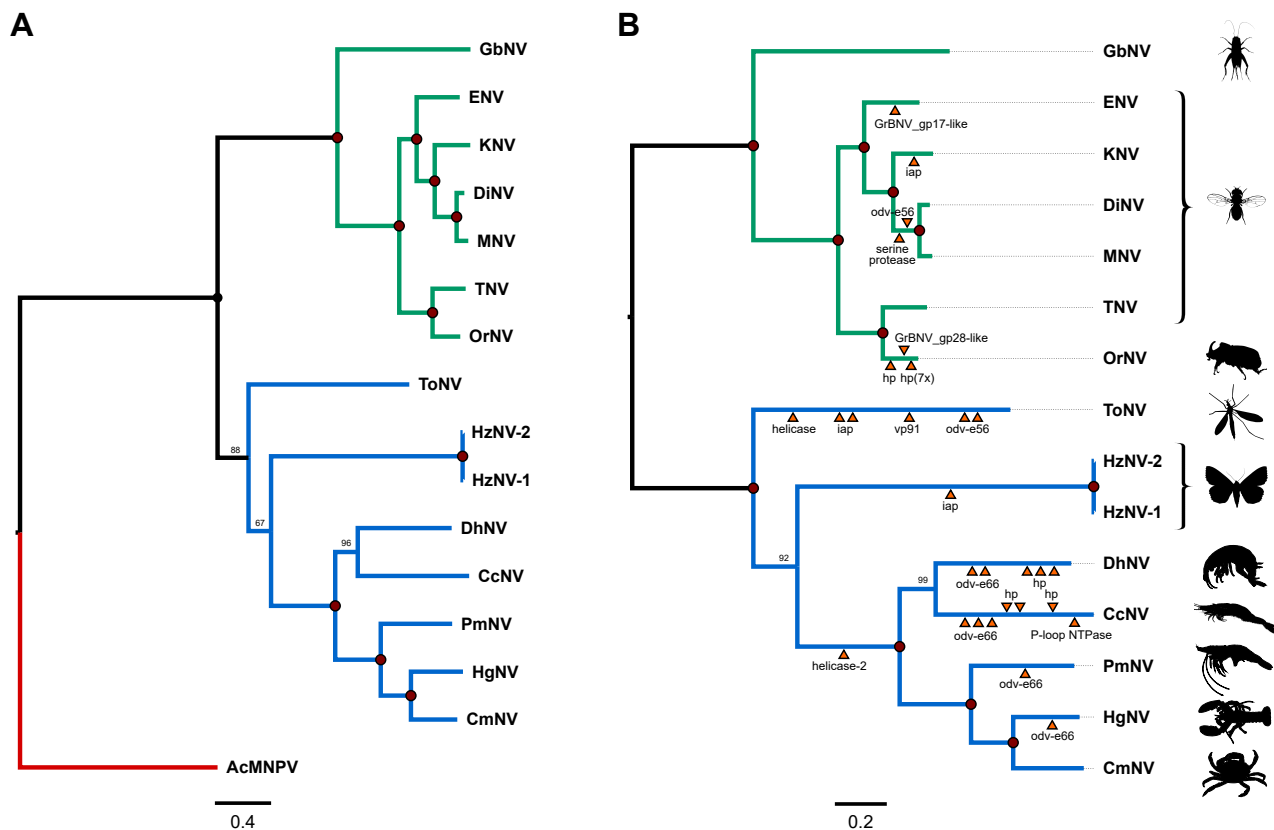 A
GbNV
ENV
KNV
DiNV
MNV
TNV
OrNV
ToNV
88
HzNV-2
HzNV-1
67
DhNV
96
CcNV
PmNV
HgNV
CmNV
AcMNPV
0.4
B
GbNV
ENV
GrBNV_gp17-like
KNV
iap
DiNV
odv-e56
serine
protease
MNV
TNV
GrBNV_gp28-like
OrNV
hp hp(7x)
ToNV
helicase iap vp91 odv-e56
HzNV-2
iap
HzNV-1
92
DhNV
99
odv-e66 hp
hp hp
CcNV
odv-e66 P-loop NTPase
helicase-2
PmNV
odv-e66
HgNV
odv-e66
CmNV
0.2